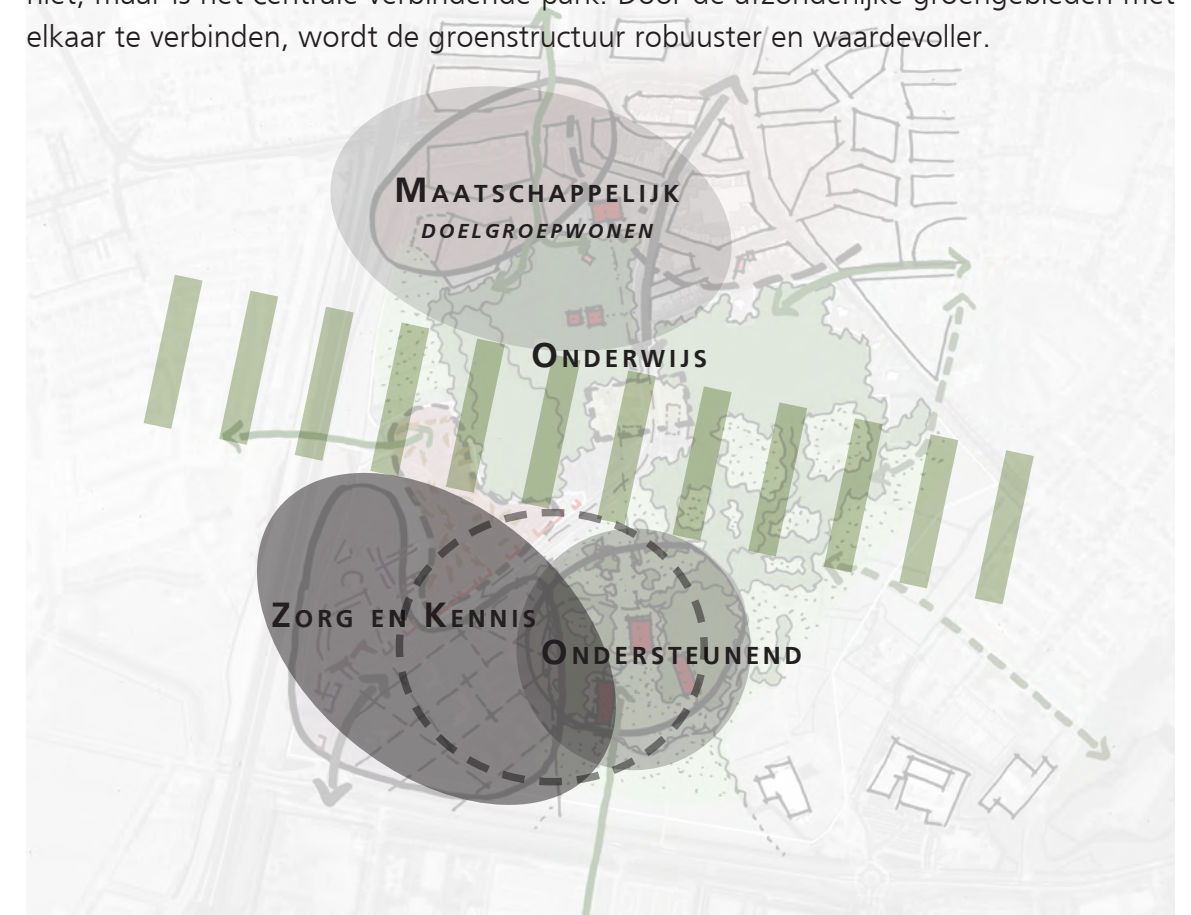 niet, maar is het centrale verbindende park. Door de afzonderlijke groengebieden met
elkaar te verbinden, wordt de groenstructuur robuuster en waardevoller.
Maatschappelijk
doelgroepwonen
Onderwijs
Zorg en Kennis
Ondersteunend